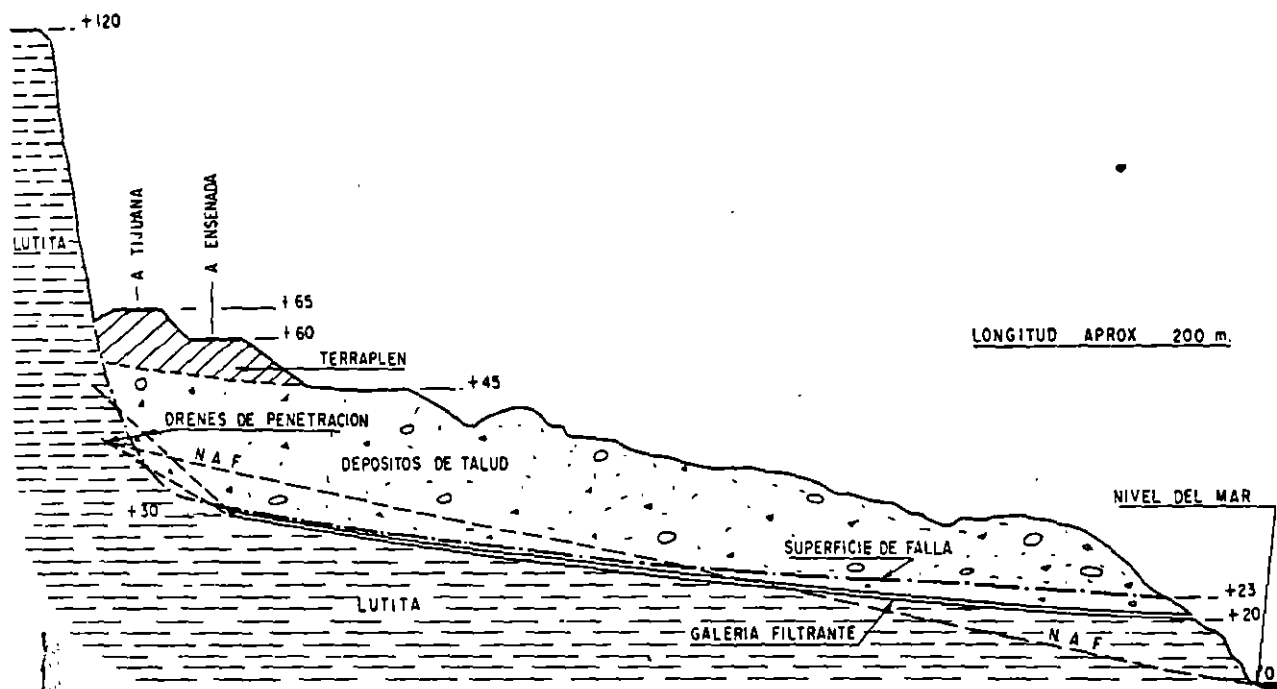 +120
LUTITA
A TIJUANA
A ENSENADA
+65
+60
TERRAPLEN
LONGITUD APROX 200 m.
+45
DRENES DE PENETRACION
N A F
DEPOSITOS DE TALUD
NIVEL DEL MAR
+30
SUPERFICIE DE FALLA
+23
LUTITA
+20
GALERIA FILTRANTE
N A F
0